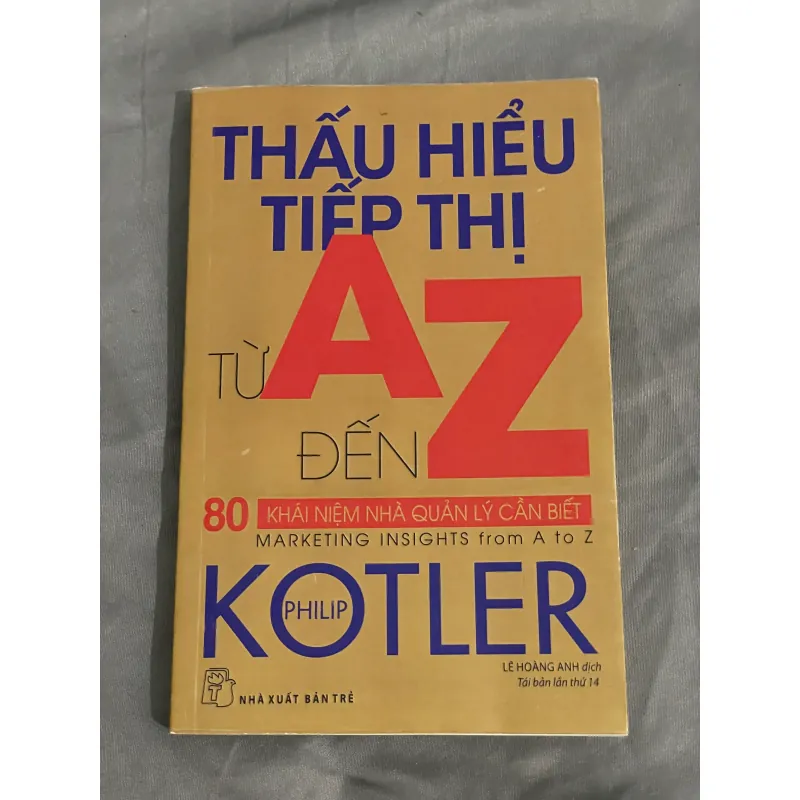 THẤU HIỂU
TIẾP THỊ
TỪ A
ĐẾN Z
80 KHÁI NIỆM NHÀ QUẢN LÝ CẦN BIẾT
MARKETING INSIGHTS from A to Z
PHILIP
KOTLER
LÊ HOÀNG ANH dịch
Tái bản lần thứ 14
T NHÀ XUẤT BẢN TRẺ